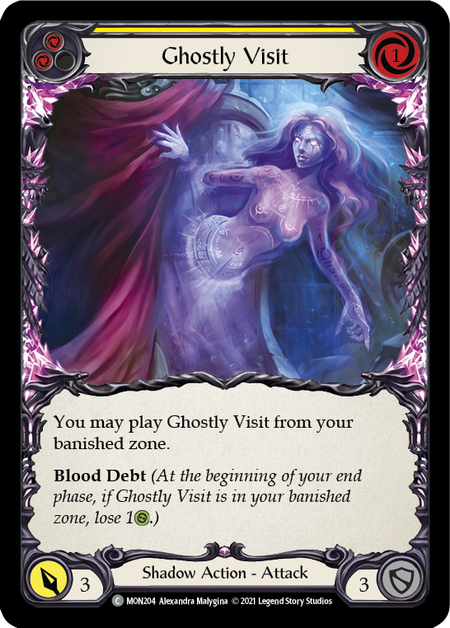 Ghostly Visit
1
You may play Ghostly Visit from your
banished zone.
Blood Debt (At the beginning of your end
phase, if Ghostly Visit is in your banished
zone, lose 1.)
3
Shadow Action - Attack
3
C MON204 Alexandra Malygina © 2021 Legend Story Studios